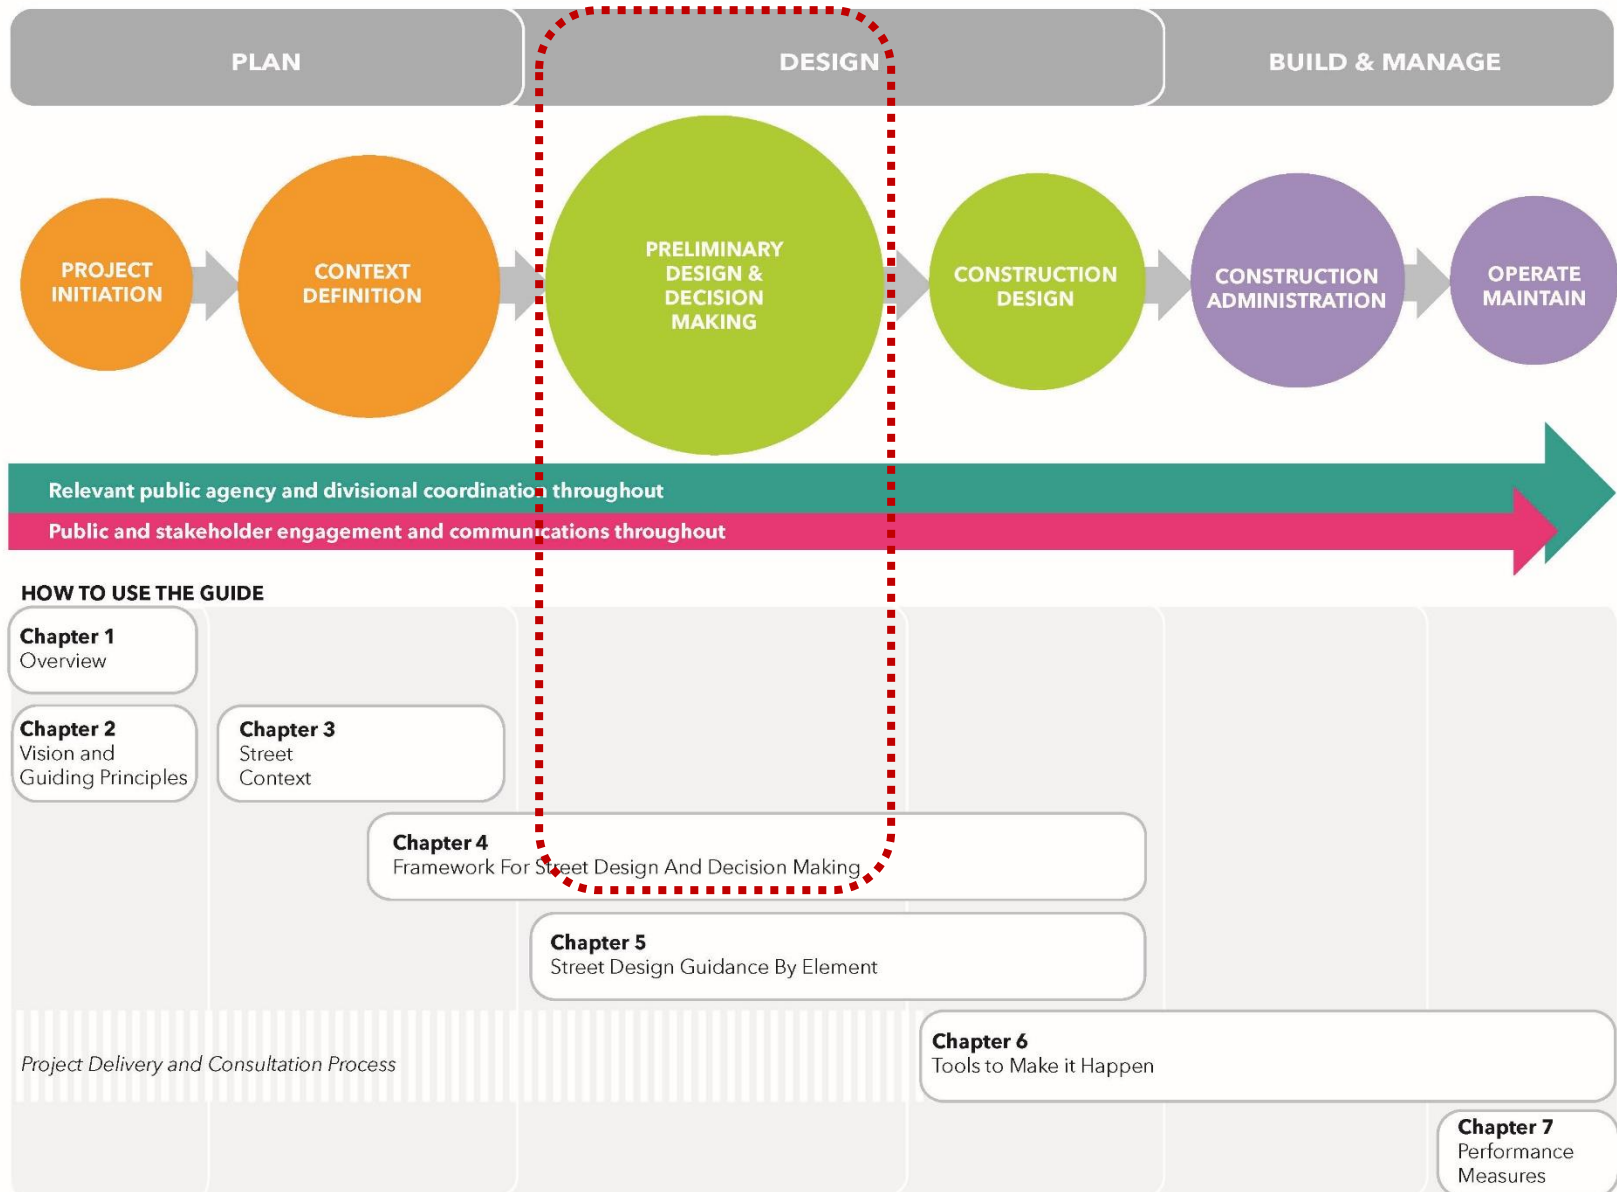 PLAN
DESIGN
BUILD & MANAGE
PROJECT
INITIATION
CONTEXT
DEFINITION
PRELIMINARY
DESIGN &
DECISION
MAKING
CONSTRUCTION
DESIGN
CONSTRUCTION
ADMINISTRATION
OPERATE
MAINTAIN
Relevant public agency and divisional coordination throughout
Public and stakeholder engagement and communications throughout
HOW TO USE THE GUIDE
Chapter 1
Overview
Chapter 2
Vision and
Guiding Principles
Chapter 3
Street
Context
Chapter 4
Framework For Street Design And Decision Making
Chapter 5
Street Design Guidance By Element
Project Delivery and Consultation Process
Chapter 6
Tools to Make it Happen
Chapter 7
Performance
Measures